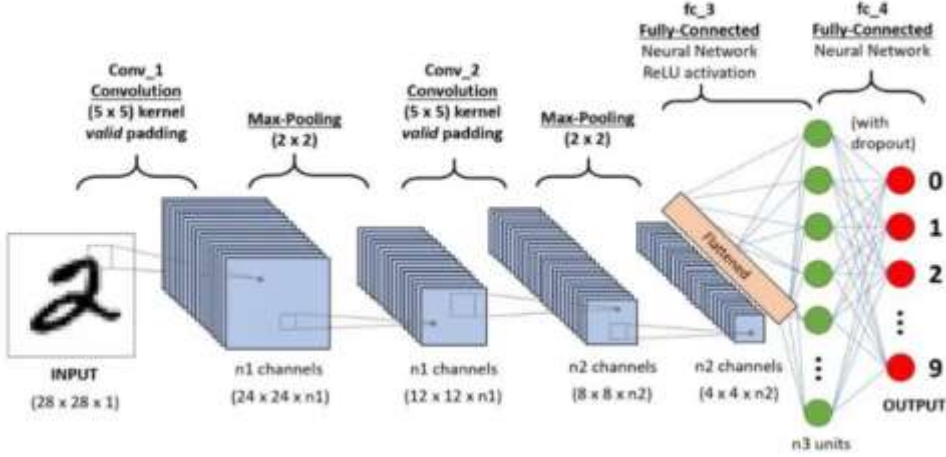 Conv_1
Convolution
(5 x 5) kernel
valid padding
Max-Pooling
(2 x 2)
Conv_2
Convolution
(5 x 5) kernel
valid padding
Max-Pooling
(2 x 2)
fc_3
Fully-Connected
Neural Network
ReLU activation
fc_4
Fully-Connected
Neural Network
(with
dropout)
Flattened
0
1
2
9
OUTPUT
2
INPUT
(28 x 28 x 1)
n1 channels
(24 x 24 x n1)
n1 channels
(12 x 12 x n1)
n2 channels
(8 x 8 x n2)
n2 channels
(4 x 4 x n2)
n3 units